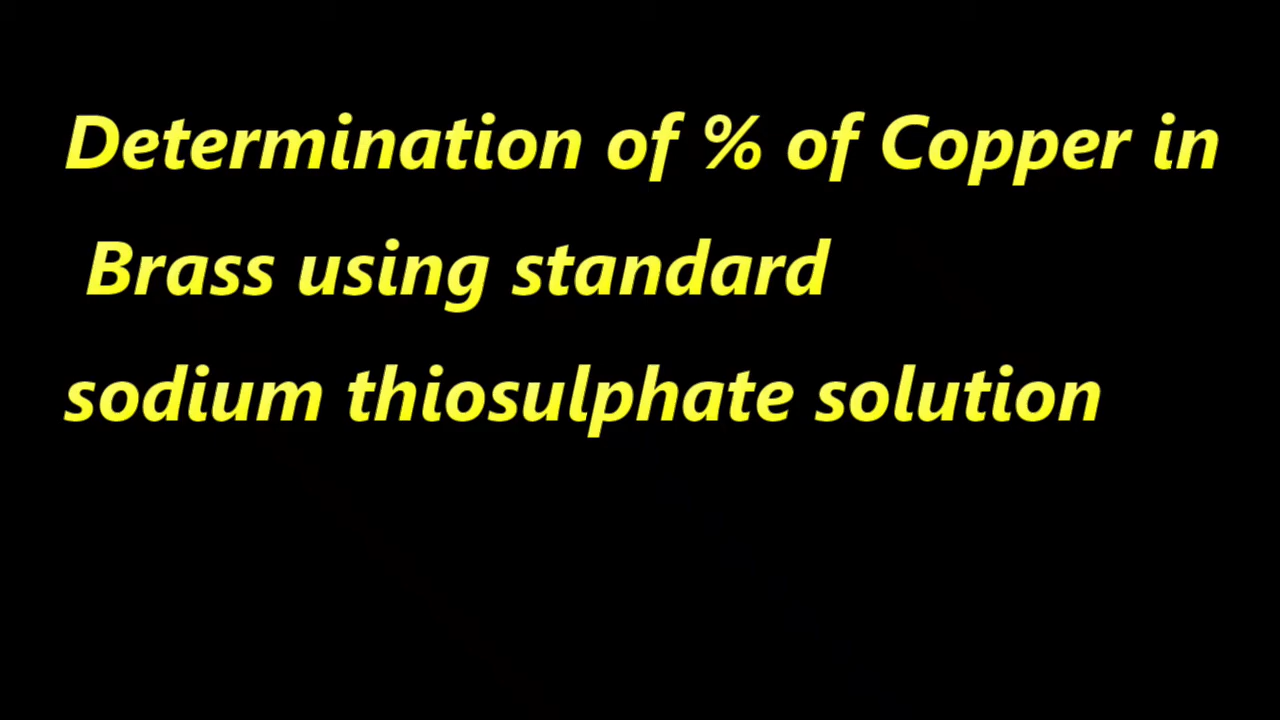 Determination of % of Copper in
Brass using standard
sodium thiosulphate solution